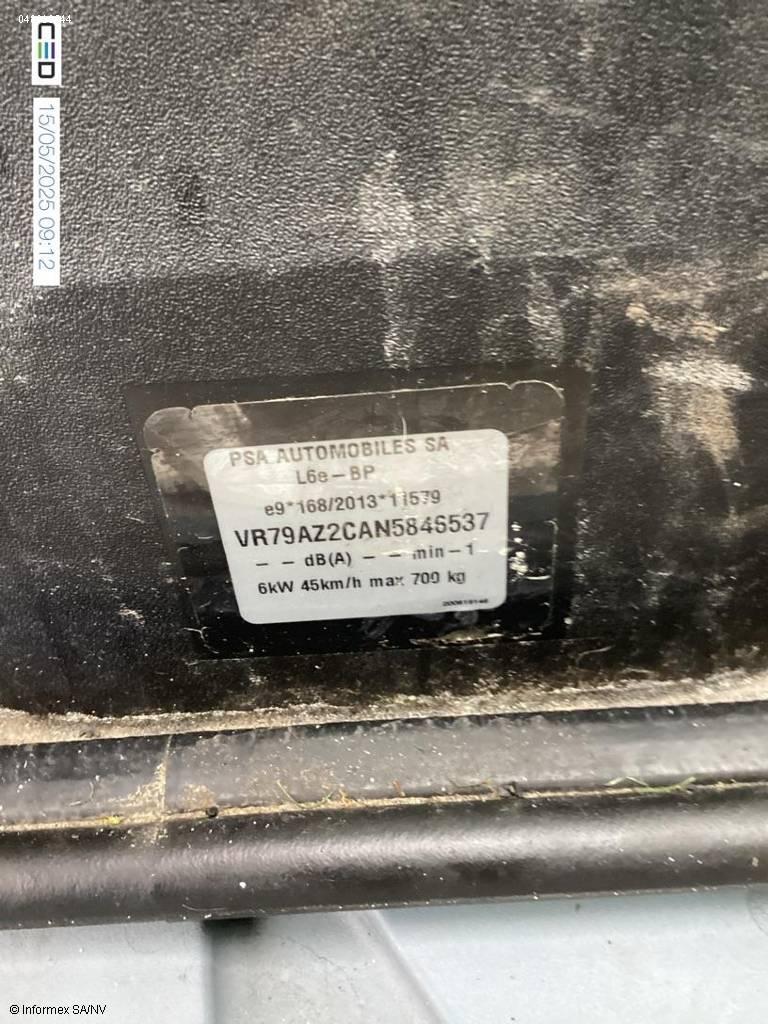 CED
15/05/2025 09:12
PSA AUTOMOBILES SA
L6e-BP
e9*168/2013*11579
VR79AZ2CAN5846537
- - dB(A) - - min-1
6kW 45km/h max 700 kg
© Informex SA/NV